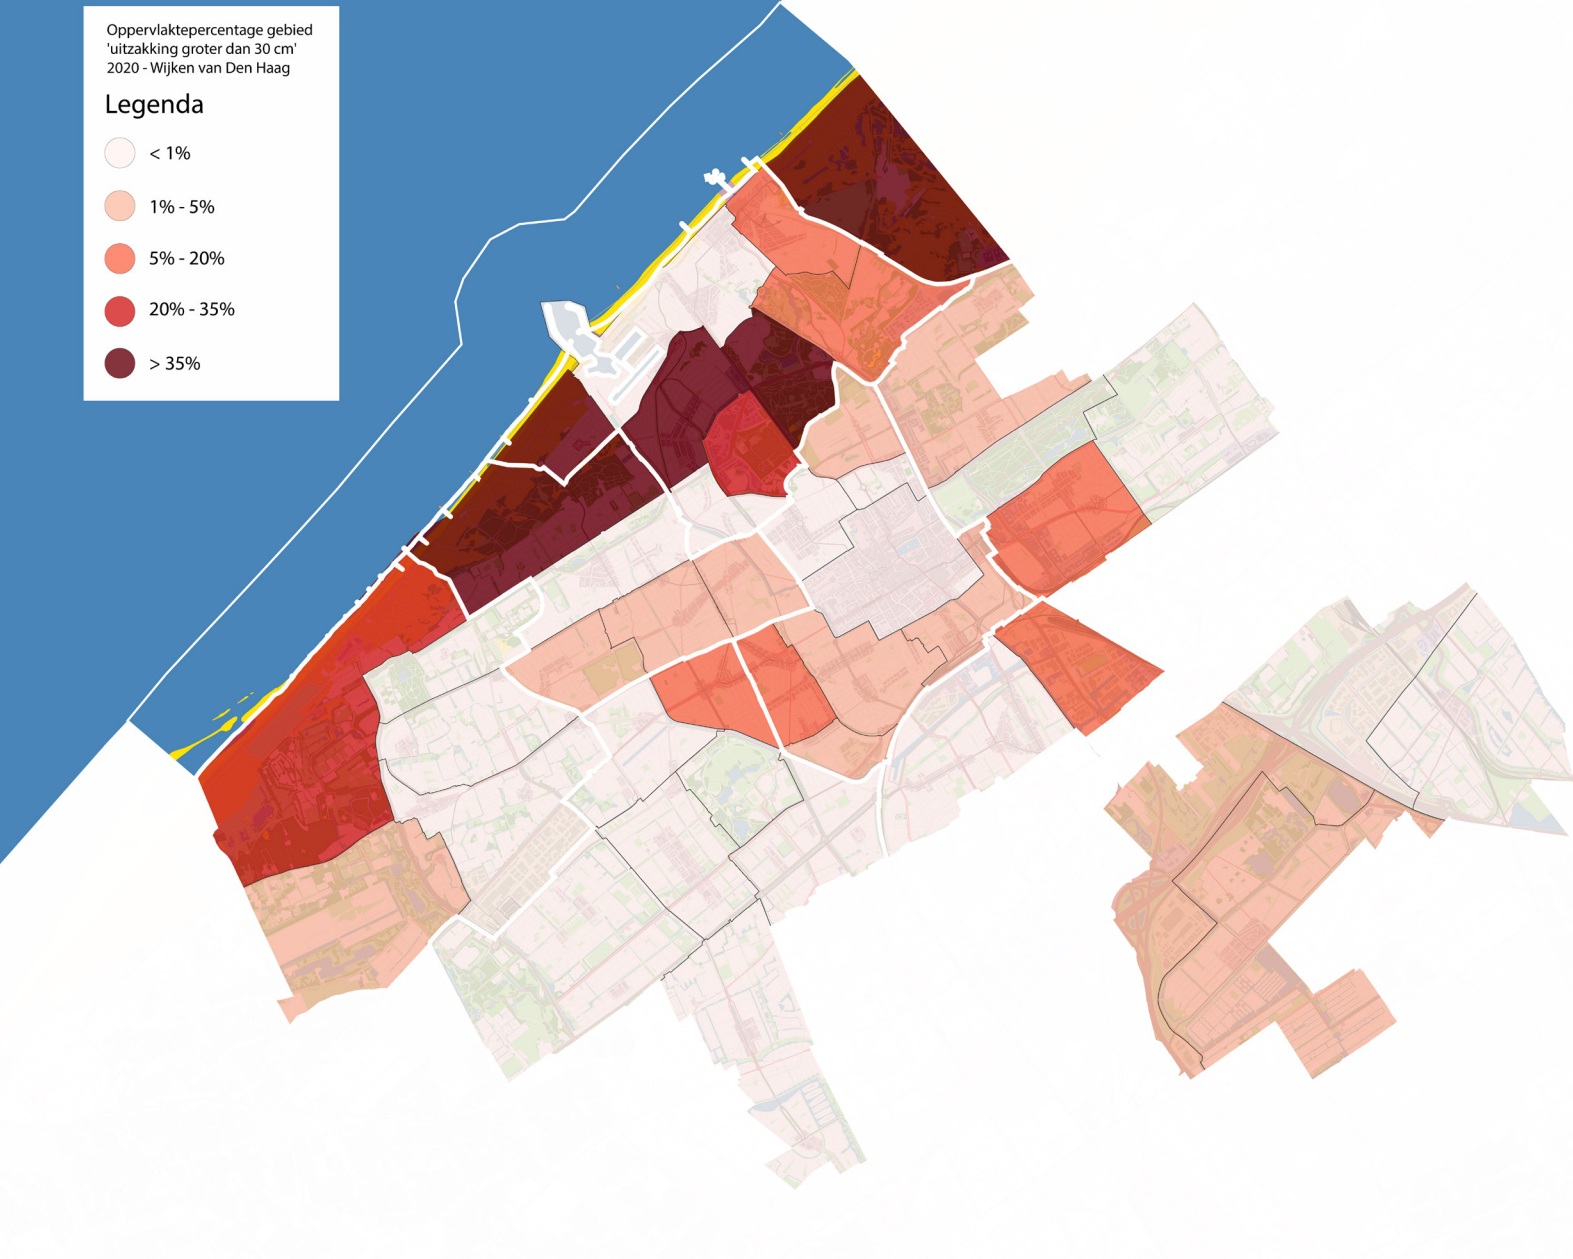 Oppervlaktepercentage gebied
'uitzakking groter dan 30 cm'
2020 - Wijken van Den Haag
Legenda
< 1%
1% - 5%
5% - 20%
20% - 35%
> 35%